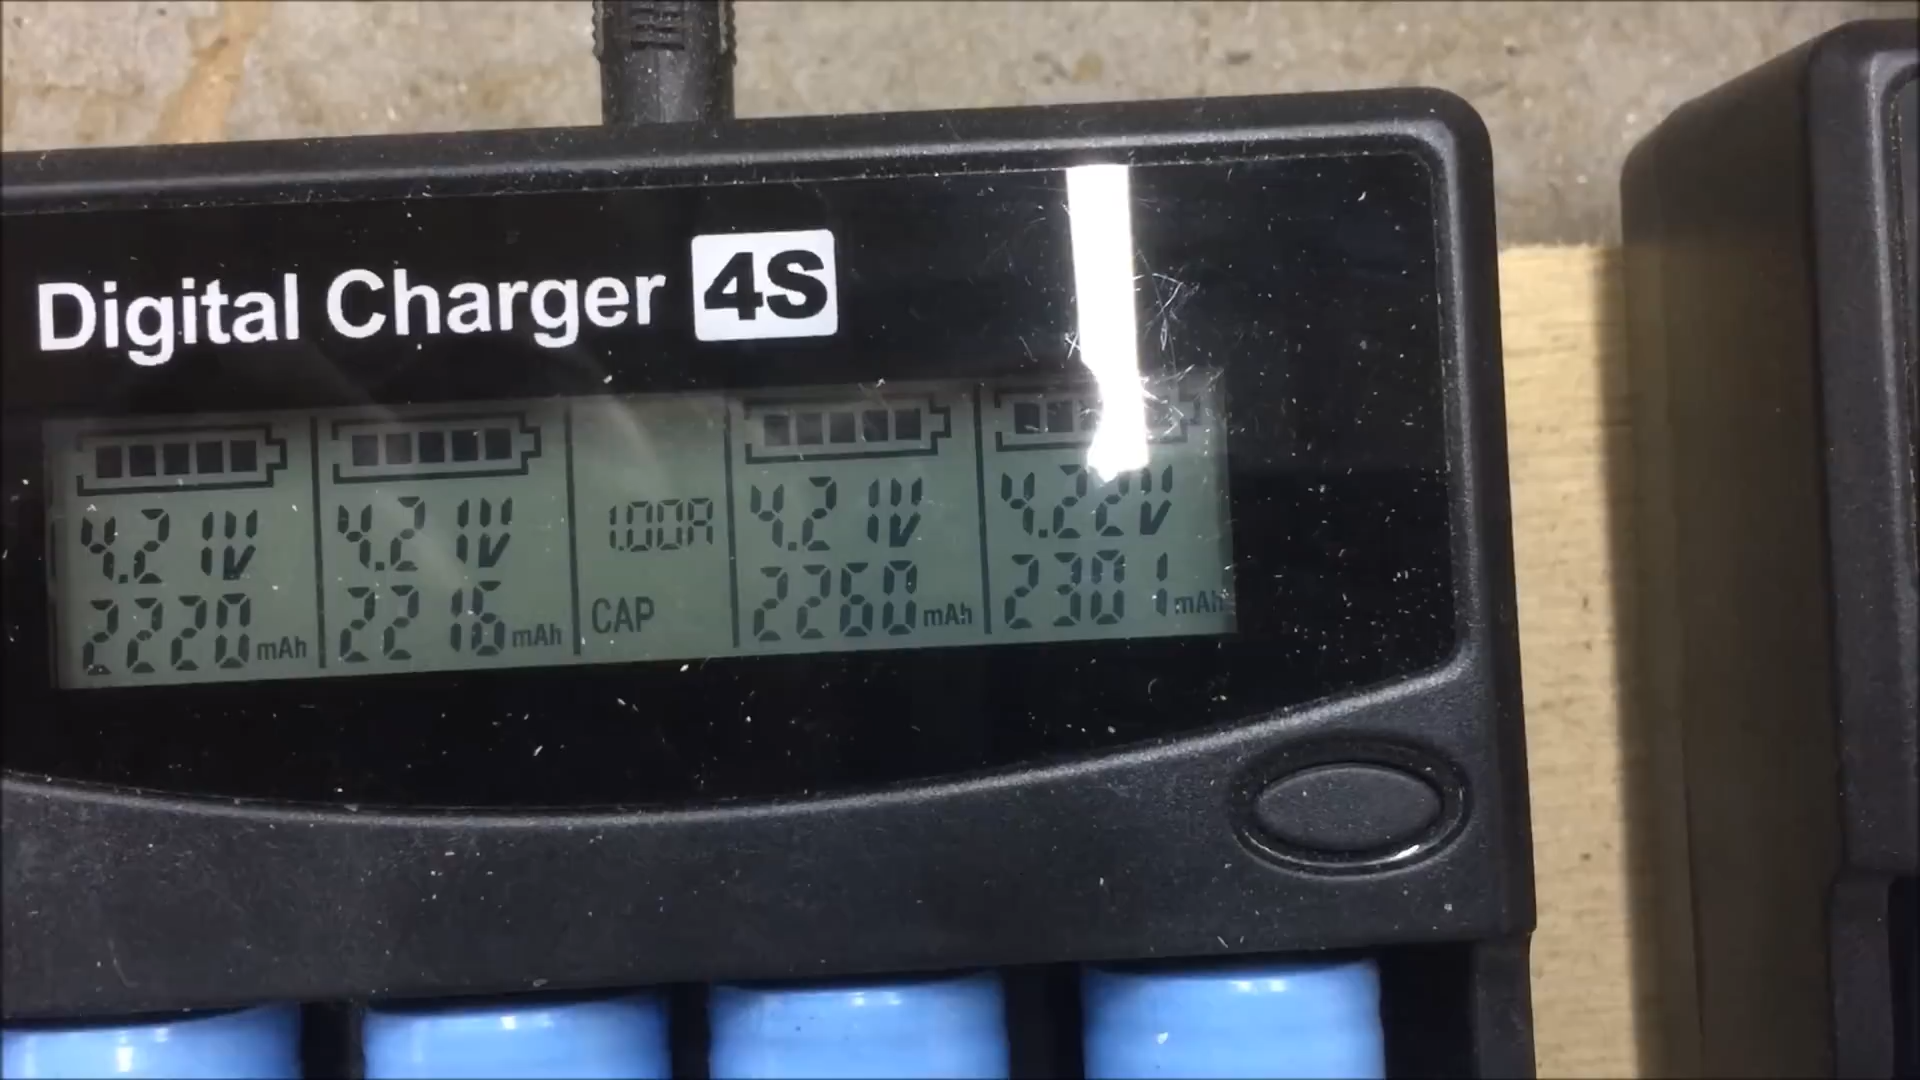 Digital Charger 4S
4.21V 4.21V 1.00A 4.21V 4.22V
2220mAh 2216mAh CAP 2260mAh 2301mAh